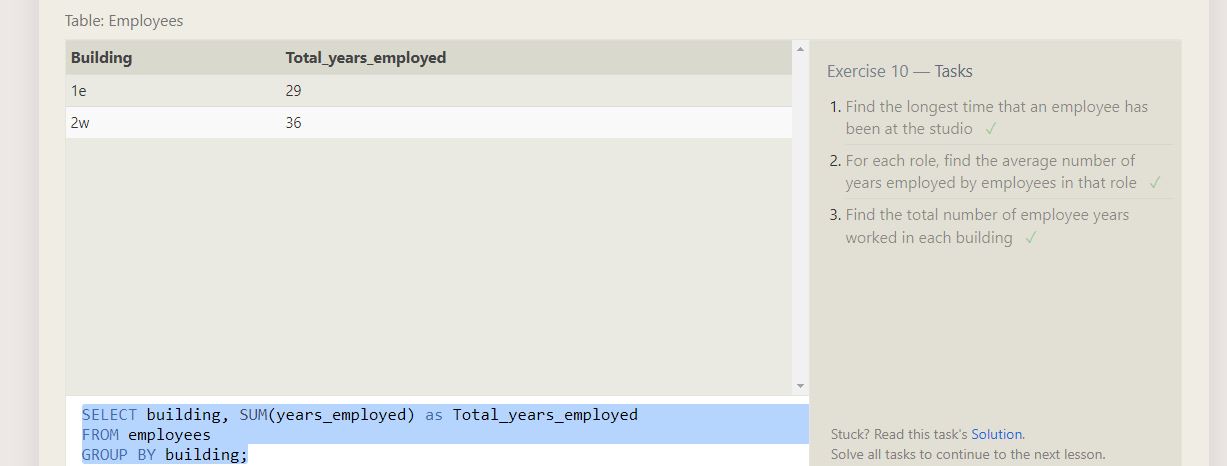 Table: Employees
Building Total_years_employed
1e 29
2w 36
SELECT building, SUM(years_employed) as Total_years_employed
FROM employees
GROUP BY building;
Exercise 10 — Tasks
1. Find the longest time that an employee has
been at the studio ✓
2. For each role, find the average number of
years employed by employees in that role ✓
3. Find the total number of employee years
worked in each building ✓
Stuck? Read this task's Solution.
Solve all tasks to continue to the next lesson.